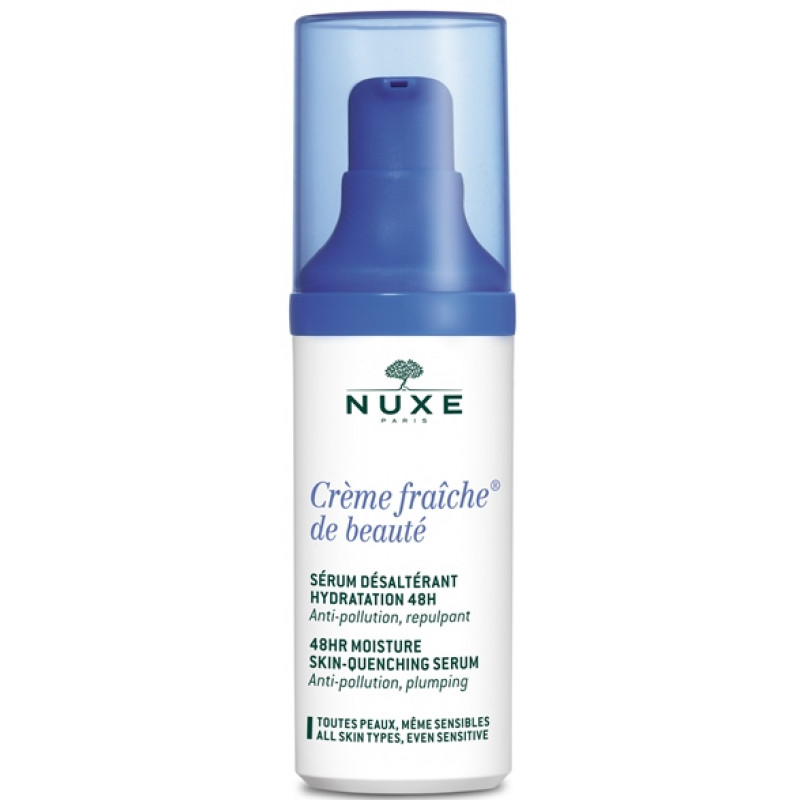 NUXE
PARIS
Crème fraîche®
de beauté
SÉRUM DÉSALTÉRANT
HYDRATATION 48H
Anti-pollution, repulpant
48HR MOISTURE
SKIN-QUENCHING SERUM
Anti-pollution, plumping
TOUTES PEAUX, MÊME SENSIBLES
ALL SKIN TYPES, EVEN SENSITIVE